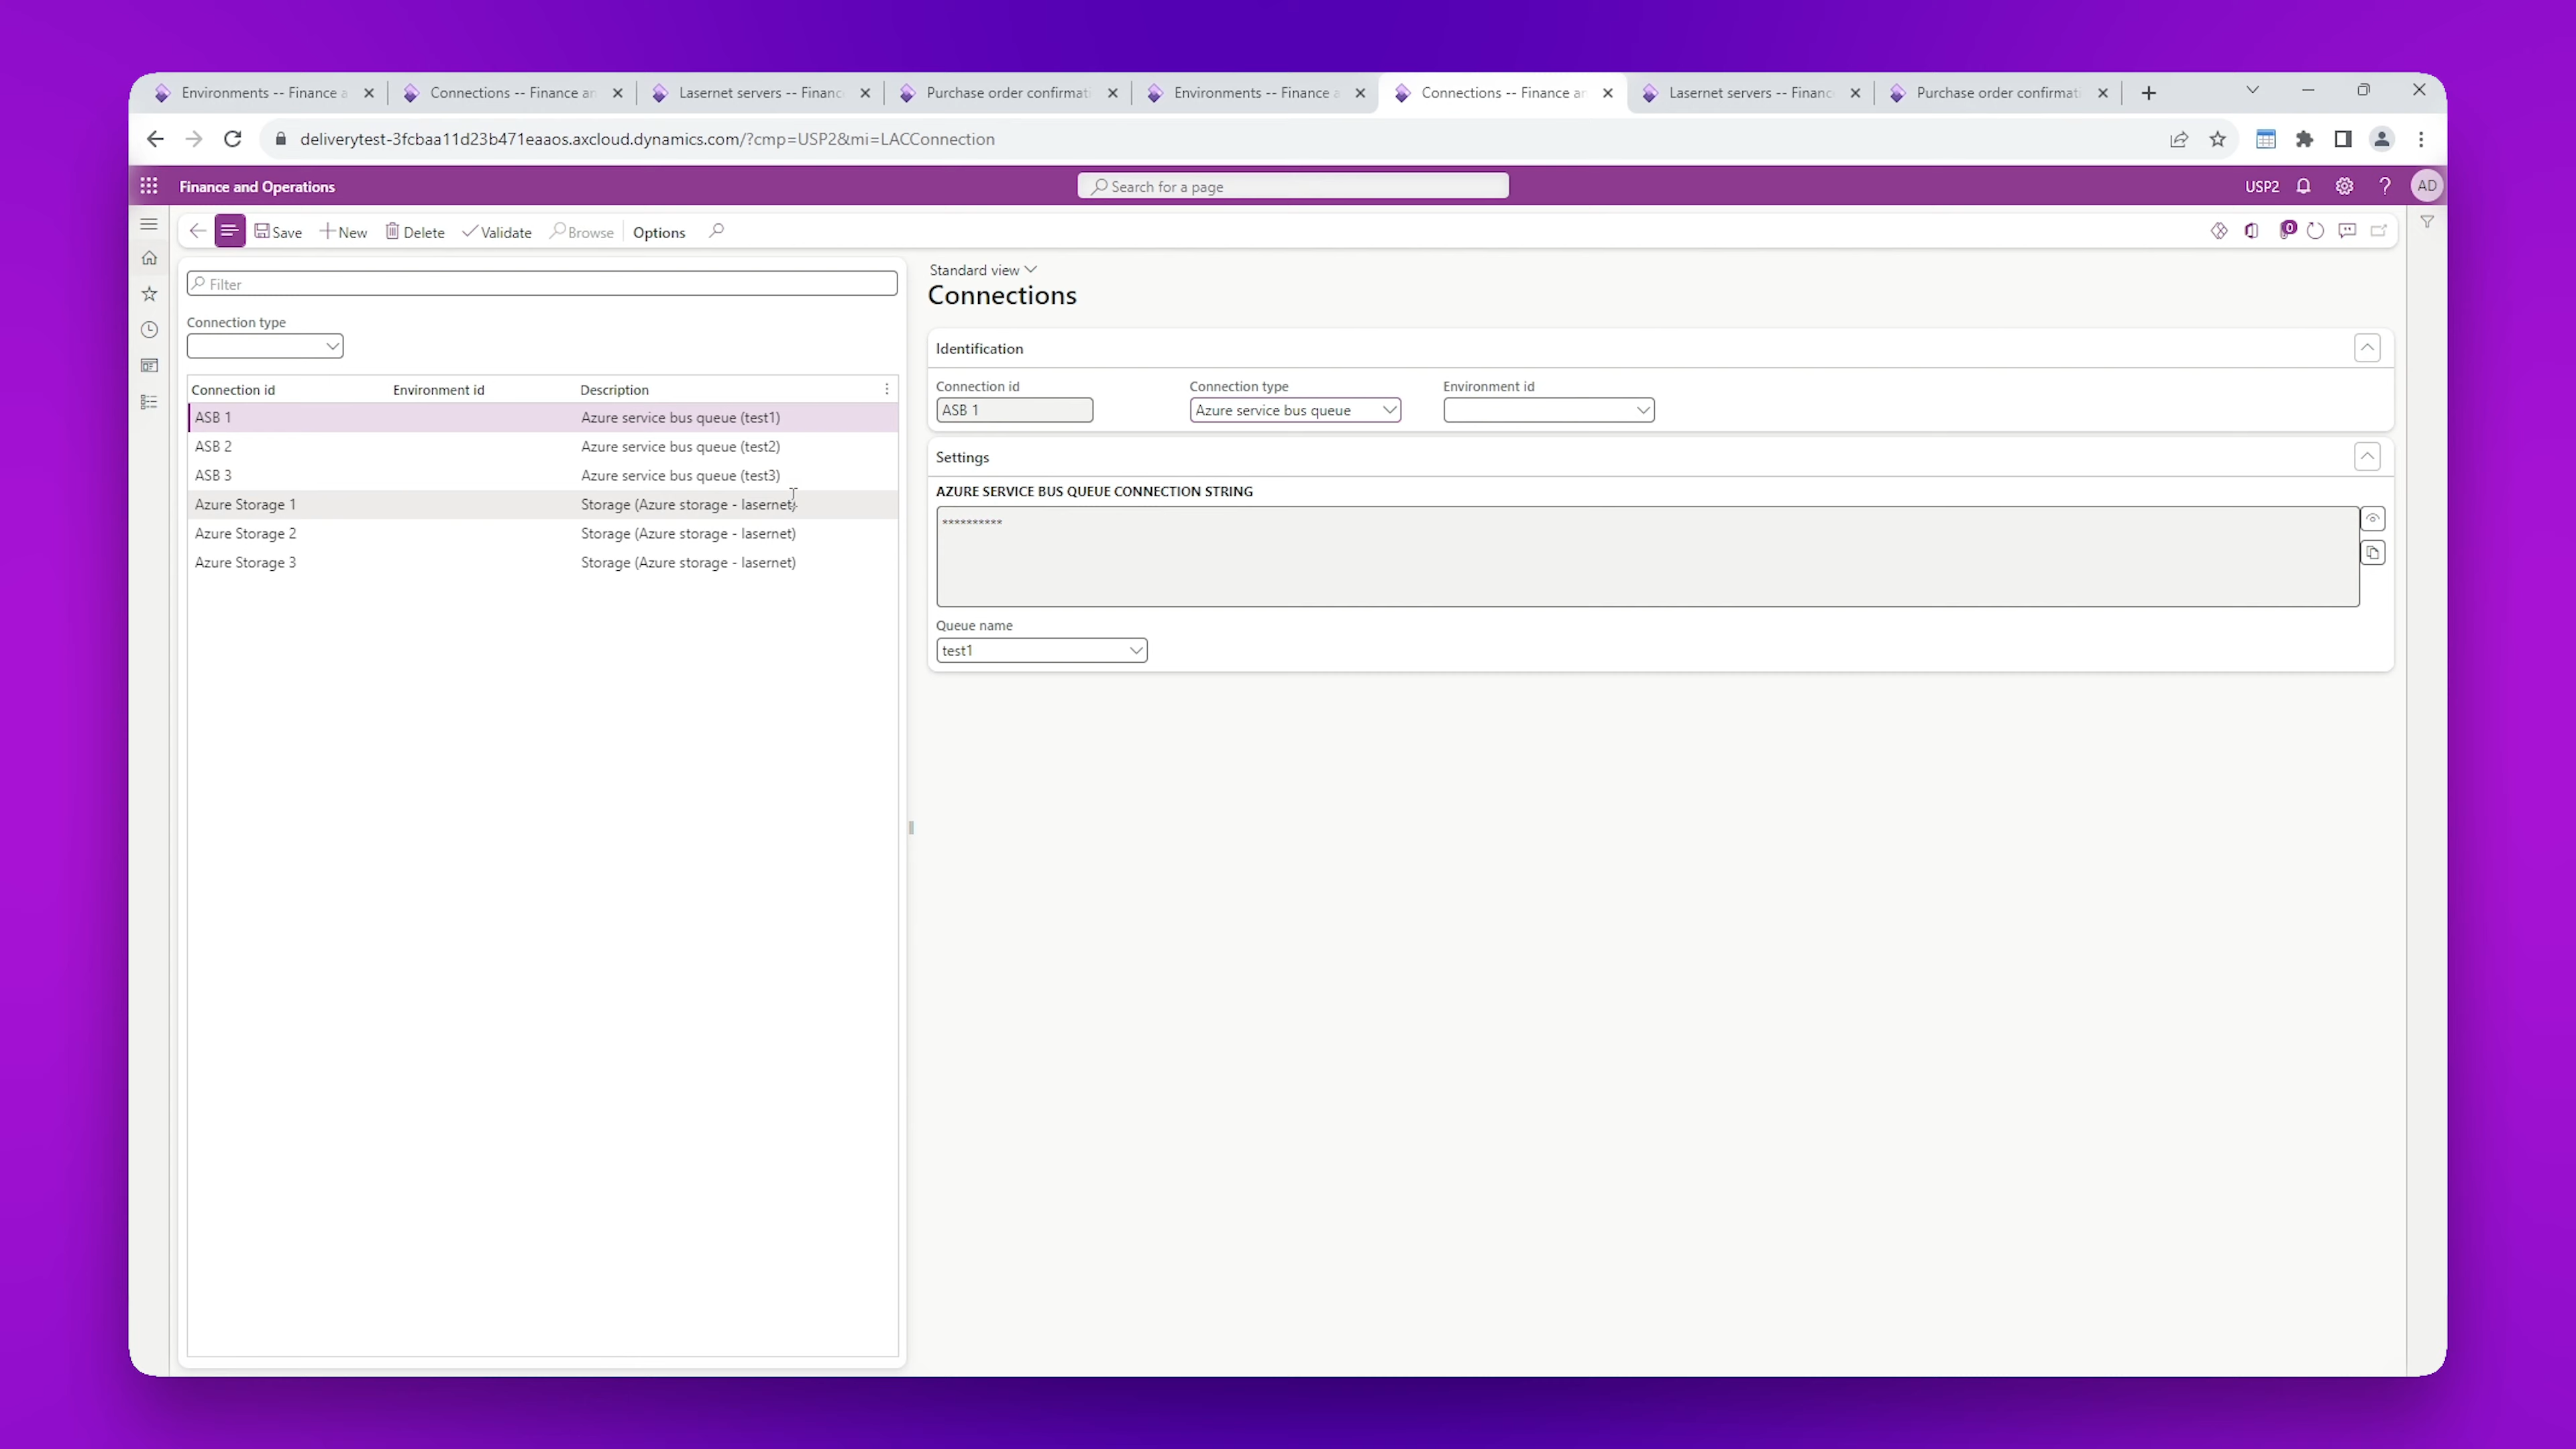 Environments -- Finance a
Connections -- Finance an
Lasernet servers -- Financ
Purchase order confirmati
Environments -- Finance a
Connections -- Finance an
Lasernet servers -- Financ
Purchase order confirmati
deliverytest-3fcbaa11d23b471eaaos.axcloud.dynamics.com/?cmp=USP2&mi=LACConnection
Finance and Operations
Search for a page
USP2
AD
Save
New
Delete
Validate
Browse
Options
0
Filter
Connection type
Connection id Environment id Description
ASB 1 Azure service bus queue (test1)
ASB 2 Azure service bus queue (test2)
ASB 3 Azure service bus queue (test3)
Azure Storage 1 Storage (Azure storage - lasernet)
Azure Storage 2 Storage (Azure storage - lasernet)
Azure Storage 3 Storage (Azure storage - lasernet)
Standard view
Connections
Identification
Connection id Connection type Environment id
ASB 1 Azure service bus queue
Settings
AZURE SERVICE BUS QUEUE CONNECTION STRING
**********
Queue name
test1